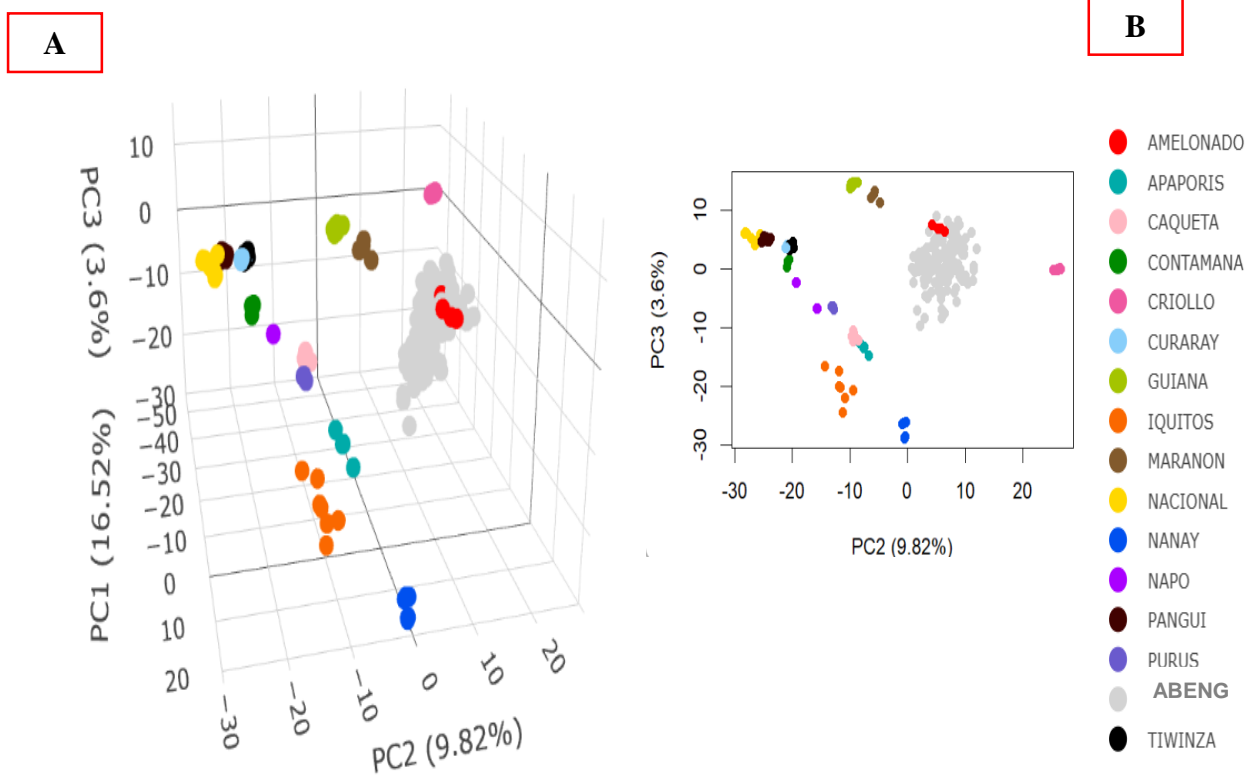 A
B
PC3 (3.6%)
10
0
−10
−20
−30
PC1 (16.52%)
−50
−40
−30
−20
−10
0
10
20
−30
−20
−10
0
10
20
PC2 (9.82%)
PC3 (3.6%)
10
0
-10
-20
-30
-30
-20
-10
0
10
20
PC2 (9.82%)
AMELONADO
APAPORIS
CAQUETA
CONTAMANA
CRIOLLO
CURARAY
GUIANA
IQUITOS
MARANON
NACIONAL
NANAY
NAPO
PANGUI
PURUS
ABENG
TIWINZA